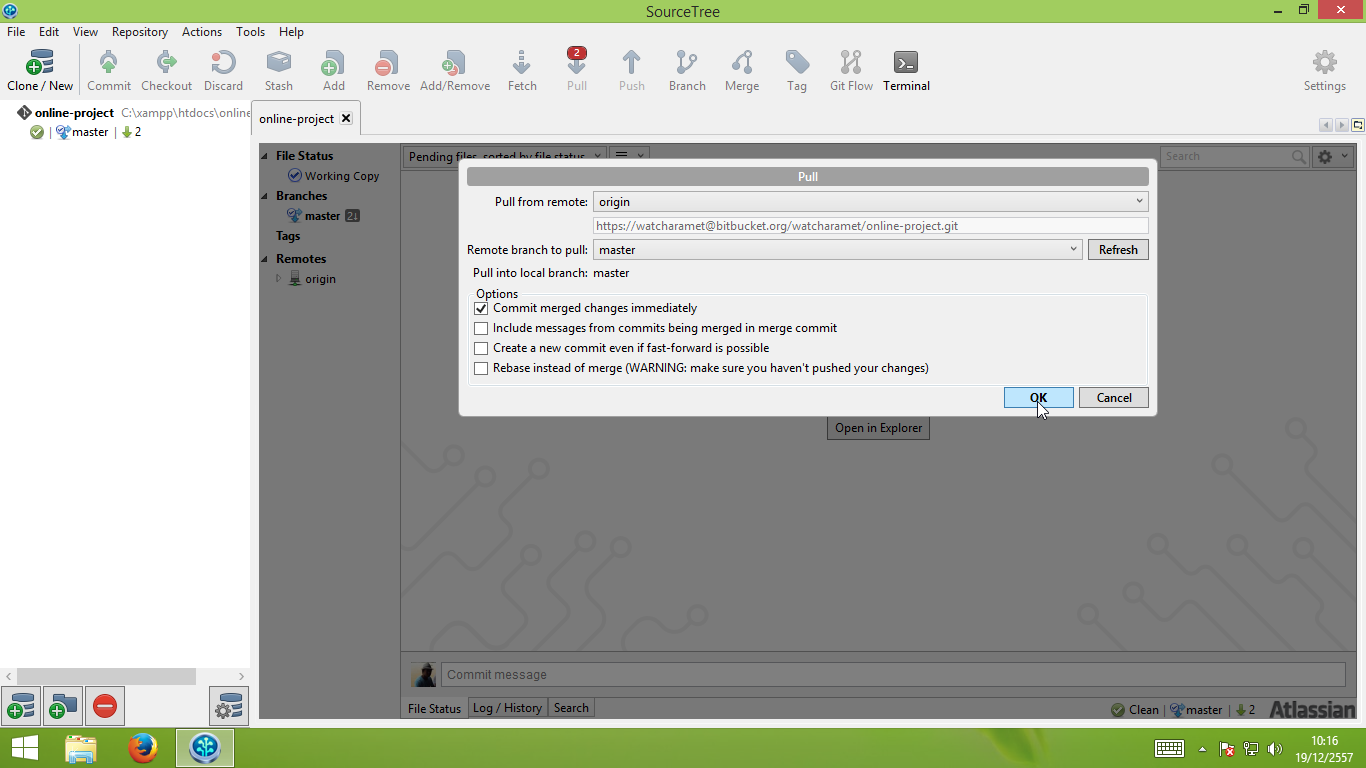 SourceTree
File Edit View Repository Actions Tools Help
2
Clone / New Commit Checkout Discard Stash Add Remove Add/Remove Fetch Pull Push Branch Merge Tag Git Flow Terminal Settings
online-project C:\xampp\htdocs\online
master 2
online-project
File Status
Working Copy
Branches
master 2↓
Tags
Remotes
origin
Pending files, sorted by file status
Search
Pull
Pull from remote: origin
https://watcharamet@bitbucket.org/watcharamet/online-project.git
Remote branch to pull: master Refresh
Pull into local branch: master
Options
Commit merged changes immediately
Include messages from commits being merged in merge commit
Create a new commit even if fast-forward is possible
Rebase instead of merge (WARNING: make sure you haven't pushed your changes)
OK Cancel
Open in Explorer
Commit message
File Status Log / History Search
Clean master 2 Atlassian
10:16
19/12/2557